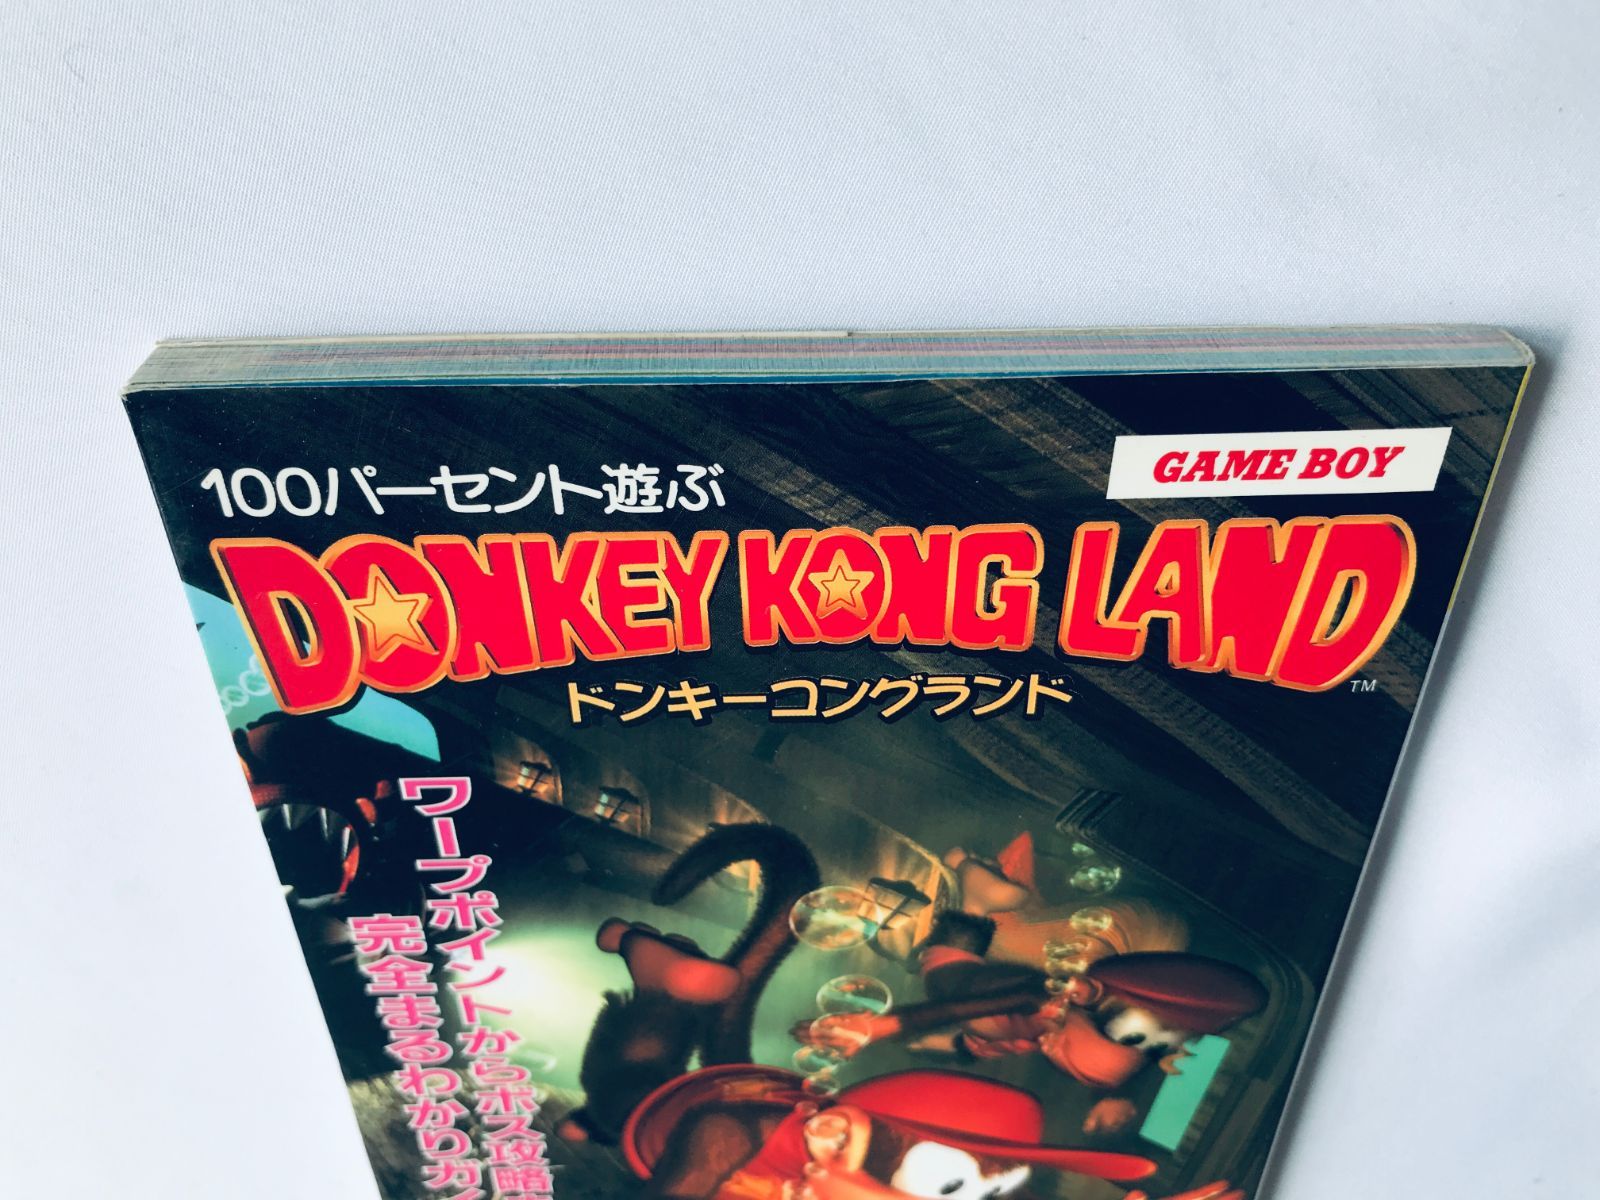 100パーセント遊ぶ
GAME BOY
DONKEY KONG LAND
TM
ドンキーコングランド
ワープポイントからボス攻略
完全まるわかりガイ